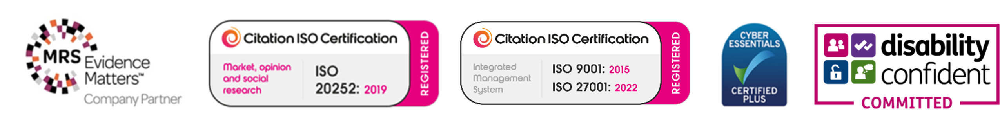 MRS Evidence
Matters™
Company Partner
Citation ISO Certification
Market, opinion
and social
research
ISO
20252: 2019
REGISTERED
Citation ISO Certification
Integrated
Management
System
ISO 9001: 2015
ISO 27001: 2022
REGISTERED
CYBER
ESSENTIALS
CERTIFIED
PLUS
disability
confident
COMMITTED